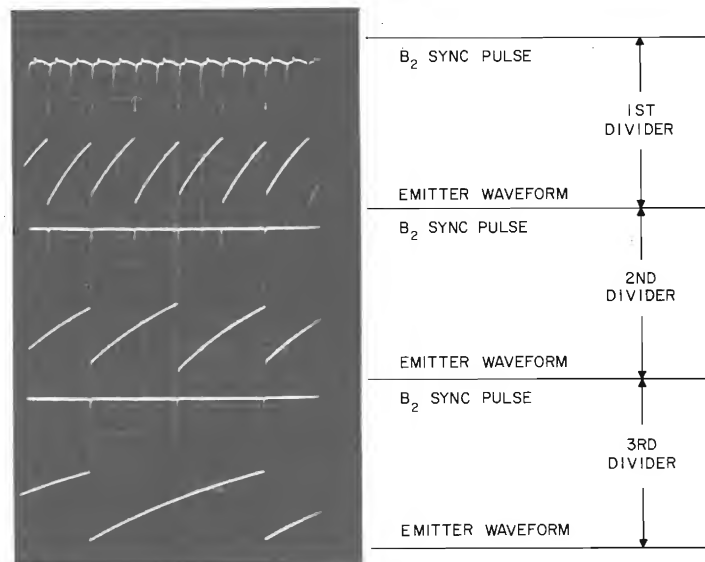 B₂ SYNC PULSE
1ST
DIVIDER
EMITTER WAVEFORM
B₂ SYNC PULSE
2ND
DIVIDER
EMITTER WAVEFORM
B₂ SYNC PULSE
3RD
DIVIDER
EMITTER WAVEFORM